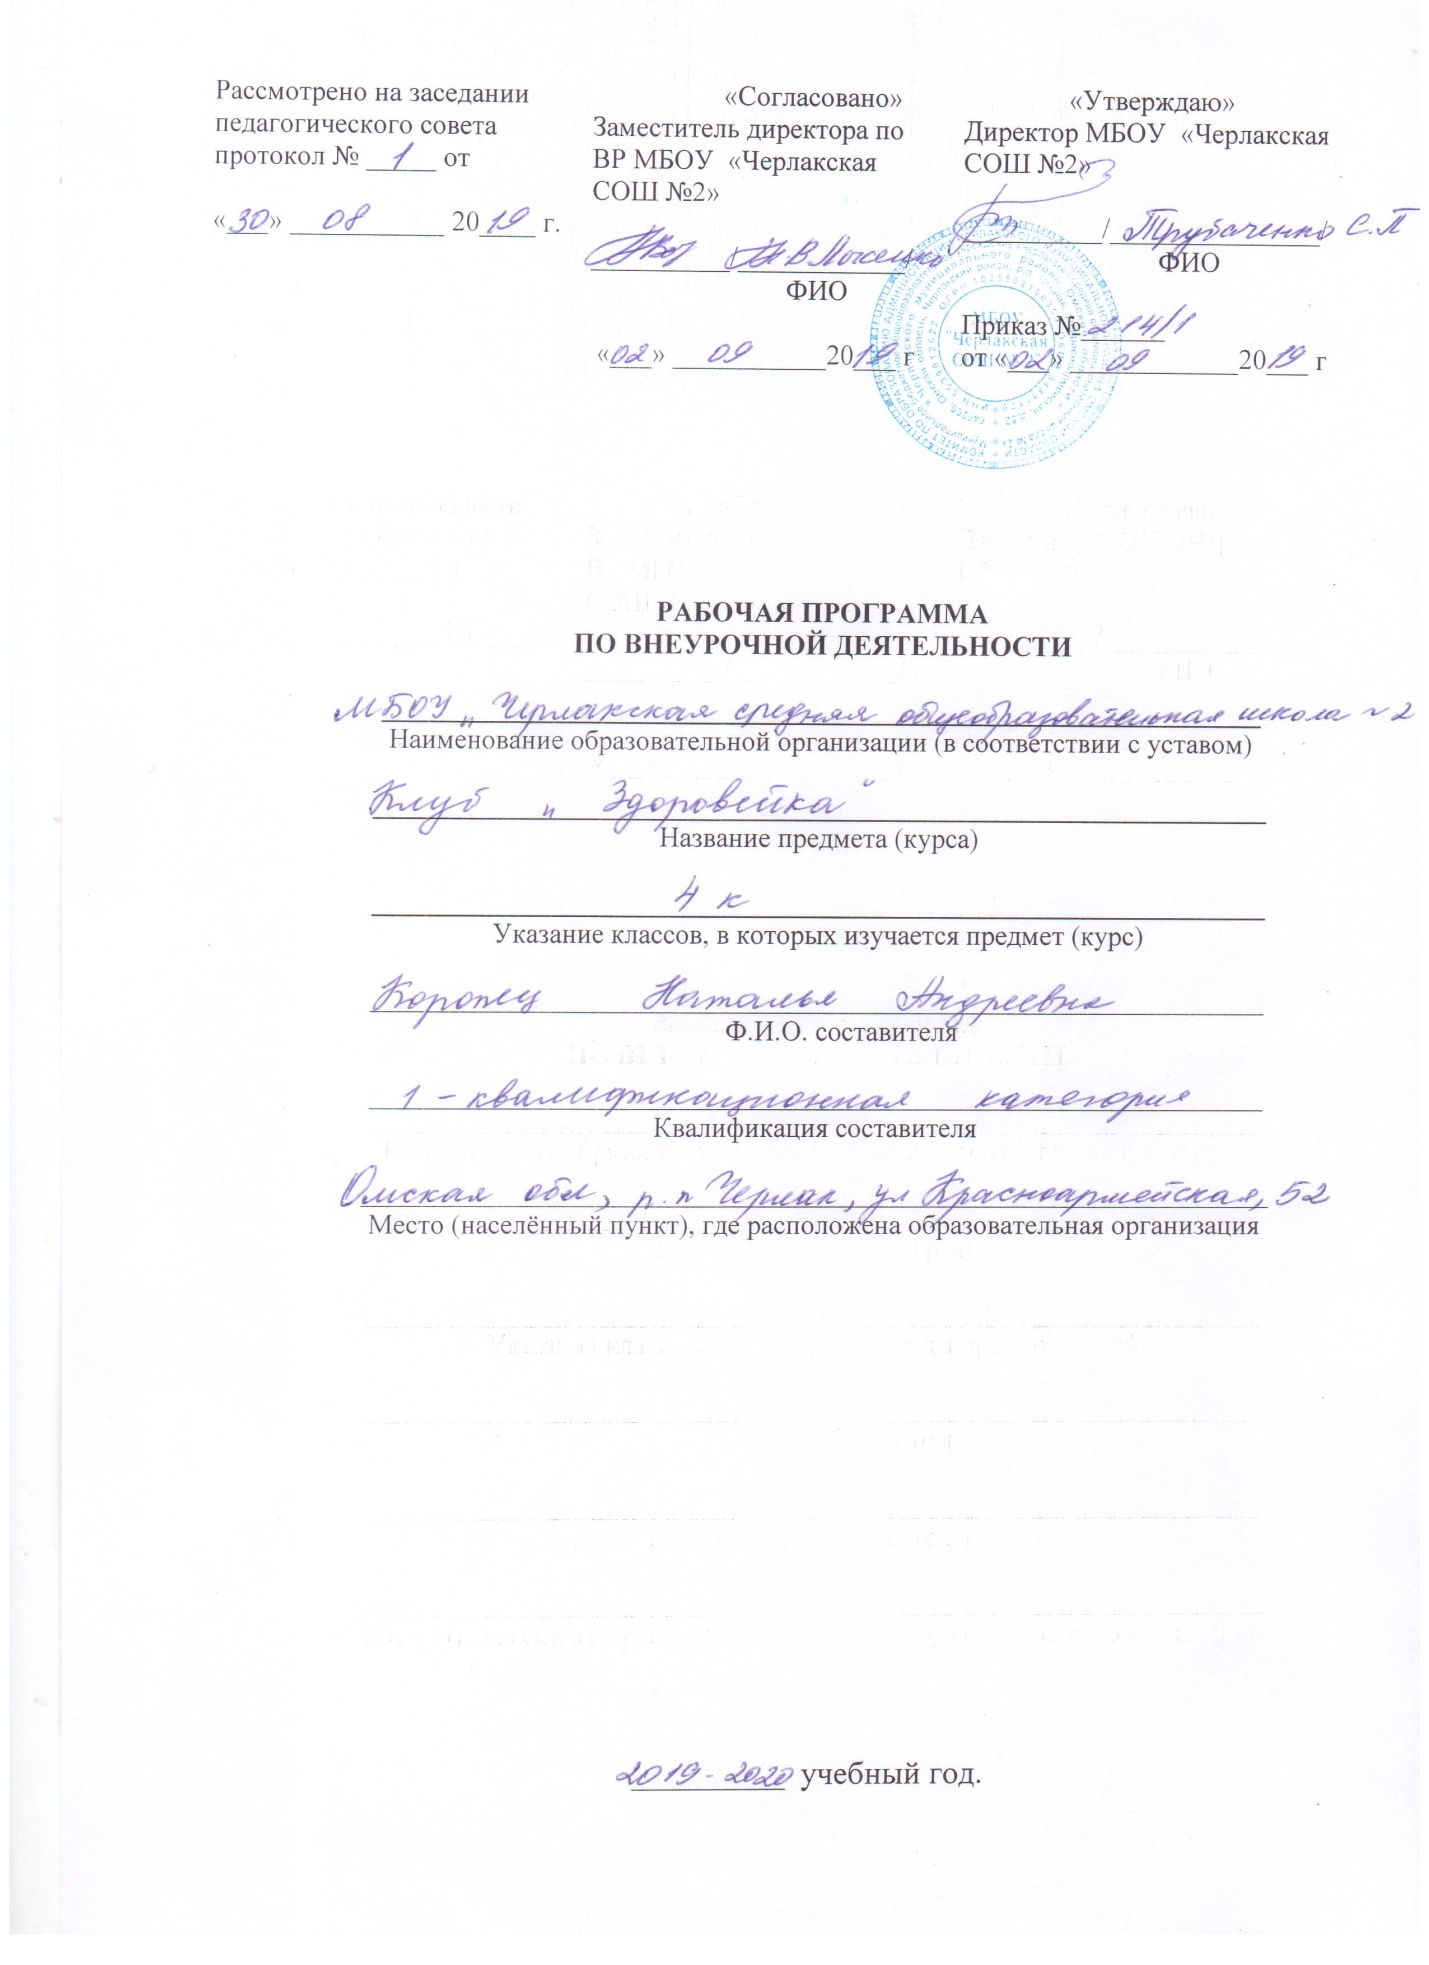 Рассмотрено на заседании
педагогического совета
протокол № 1 от
«30» 08 2019 г.
«Согласовано»
Заместитель директора по
ВР МБОУ «Черлакская
СОШ №2»
ФИО
«02» 09 2019 г
«Утверждаю»
Директор МБОУ «Черлакская
СОШ №2»
/ Трубаченко С.П
ФИО
Приказ № 214/1
от «02» 09 2019 г
МБОУ
"Черлакская
РАБОЧАЯ ПРОГРАММА
ПО ВНЕУРОЧНОЙ ДЕЯТЕЛЬНОСТИ
МБОУ „Черлакская средняя общеобразовательная школа №2
Наименование образовательной организации (в соответствии с уставом)
Клуб „Здоровейка“
Название предмета (курса)
4 к
Указание классов, в которых изучается предмет (курс)
Коропец Наталья Андреевна
Ф.И.О. составителя
1 – квалификационная категория
Квалификация составителя
Омская обл, р.п Черлак, ул Красноармейская, 52
Место (населённый пункт), где расположена образовательная организация
2019-2020 учебный год.